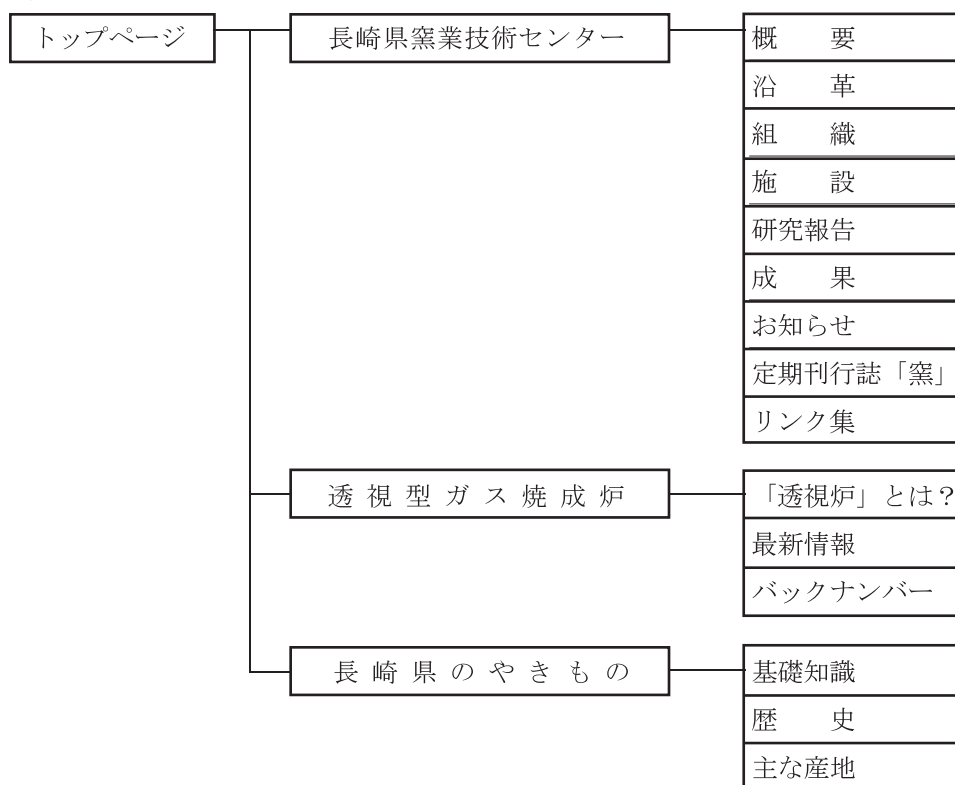 トップページ
長崎県窯業技術センター
概　　要
沿　　革
組　　織
施　　設
研究報告
成　　果
お知らせ
定期刊行誌「窯」
リンク集
透視型ガス焼成炉
「透視炉」とは？
最新情報
バックナンバー
長崎県のやきもの
基礎知識
歴　　史
主な産地